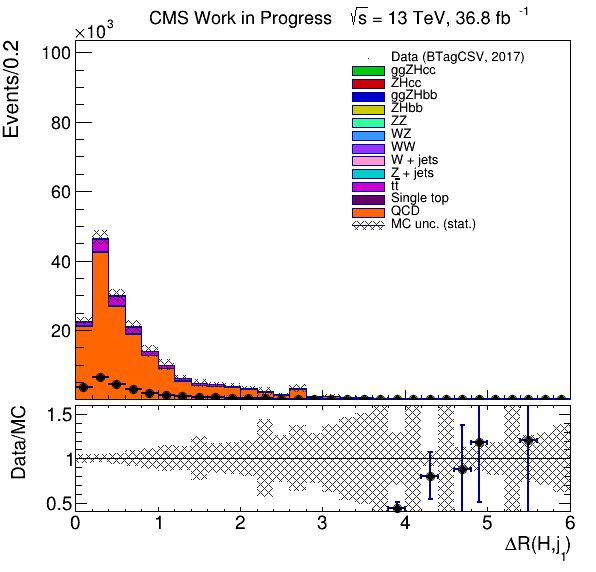 CMS Work in Progress √s = 13 TeV, 36.8 fb -1
×10³
Events/0.2
100
80
60
40
20
Data (BTagCSV, 2017)
ggZHcc
ZHcc
ggZHbb
ZHbb
ZZ
WZ
WW
W + jets
Z + jets
tt̅
Single top
QCD
MC unc. (stat.)
Data/MC
1.5
1
0.5
0 1 2 3 4 5 6
ΔR(H,j1)